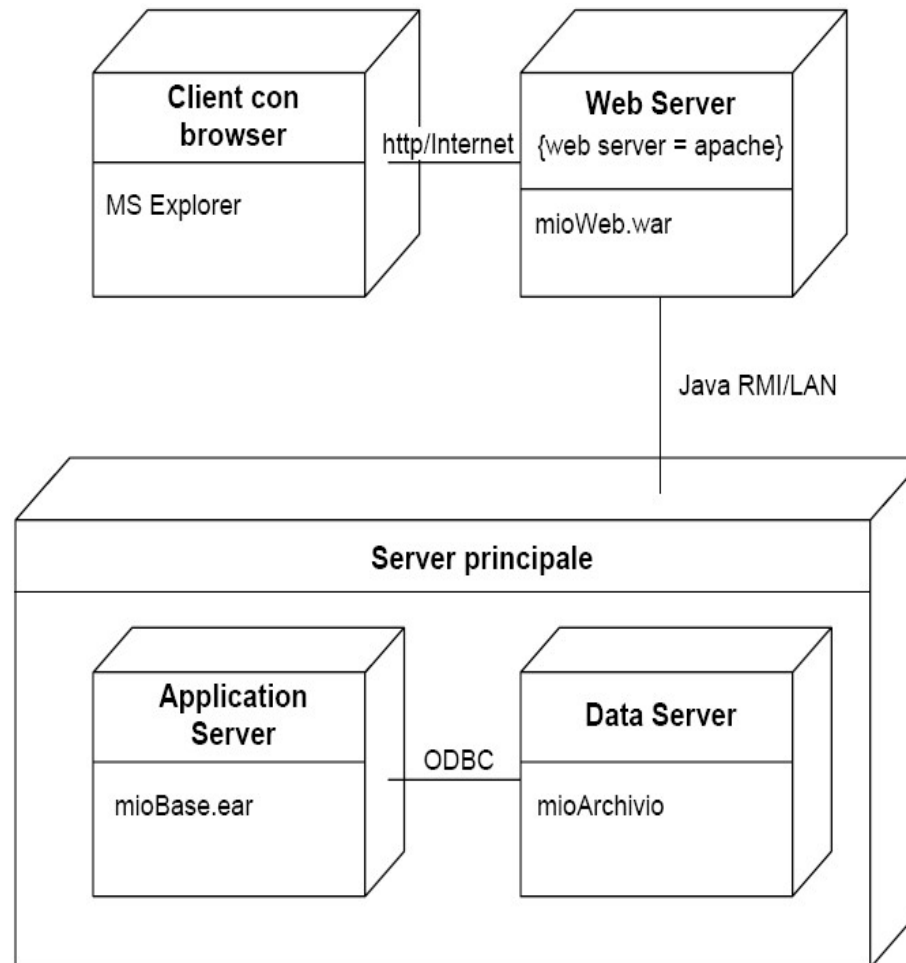 Client con
browser
MS Explorer
http/Internet
Web Server
{web server = apache}
mioWeb.war
Java RMI/LAN
Server principale
Application
Server
mioBase.ear
ODBC
Data Server
mioArchivio